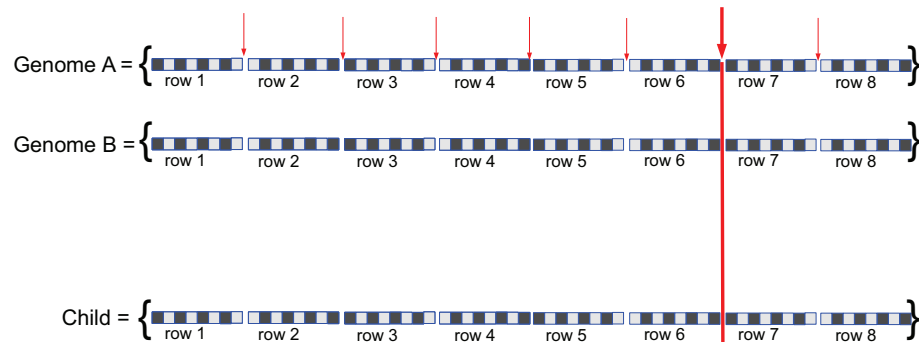 Genome A = { }
row 1 row 2 row 3 row 4 row 5 row 6 row 7 row 8
Genome B = { }
row 1 row 2 row 3 row 4 row 5 row 6 row 7 row 8
Child = { }
row 1 row 2 row 3 row 4 row 5 row 6 row 7 row 8